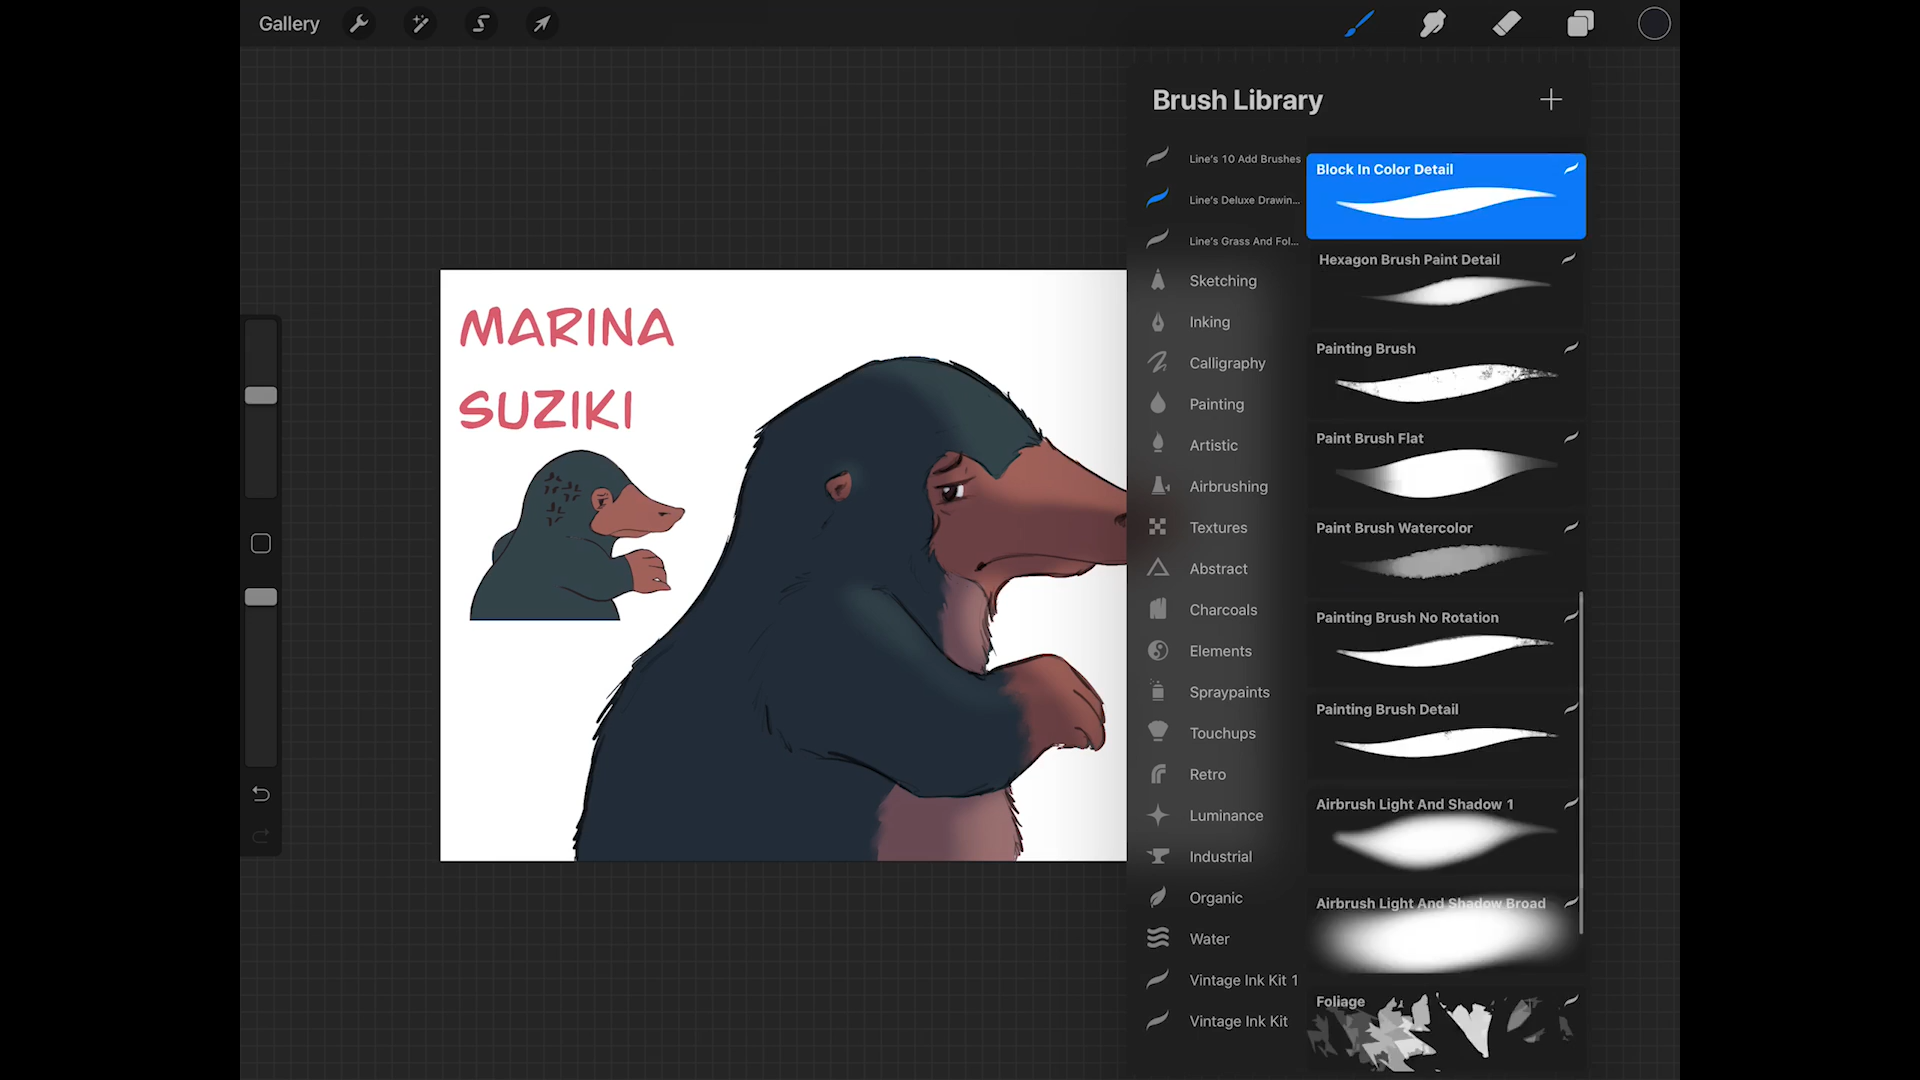 Gallery
Brush Library
Line's 10 Add Brushes
Line's Deluxe Drawin...
Line's Grass And Fol...
Sketching
Inking
Calligraphy
Painting
Artistic
Airbrushing
Textures
Abstract
Charcoals
Elements
Spraypaints
Touchups
Retro
Luminance
Industrial
Organic
Water
Vintage Ink Kit 1
Vintage Ink Kit
Block In Color Detail
Hexagon Brush Paint Detail
Painting Brush
Paint Brush Flat
Paint Brush Watercolor
Painting Brush No Rotation
Painting Brush Detail
Airbrush Light And Shadow 1
Airbrush Light And Shadow Broad
Foliage
MARINA
SUZIKI